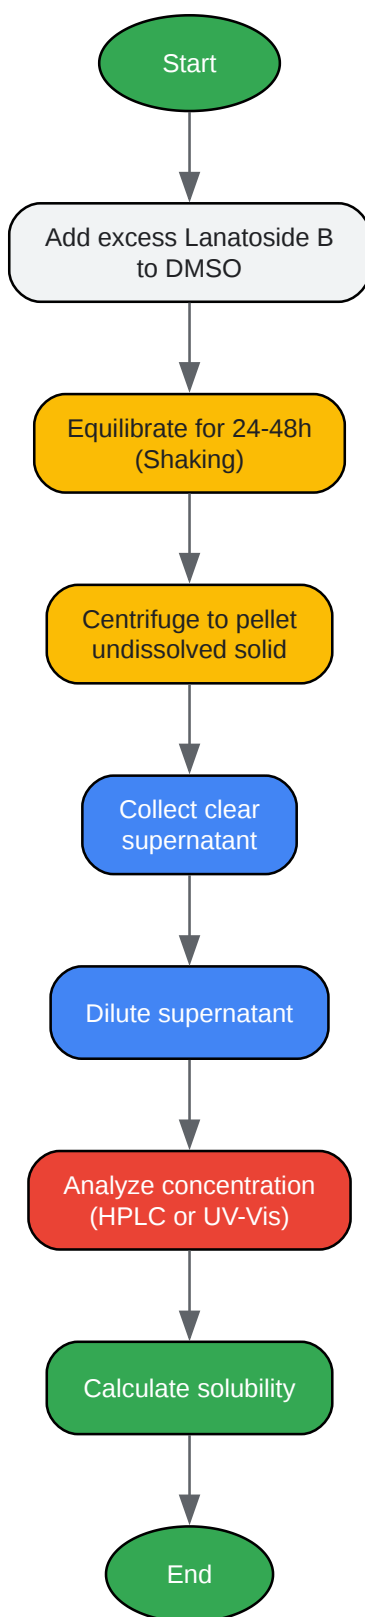 Start
Add excess Lanatoside B
to DMSO
Equilibrate for 24-48h
(Shaking)
Centrifuge to pellet
undissolved solid
Collect clear
supernatant
Dilute supernatant
Analyze concentration
(HPLC or UV-Vis)
Calculate solubility
End